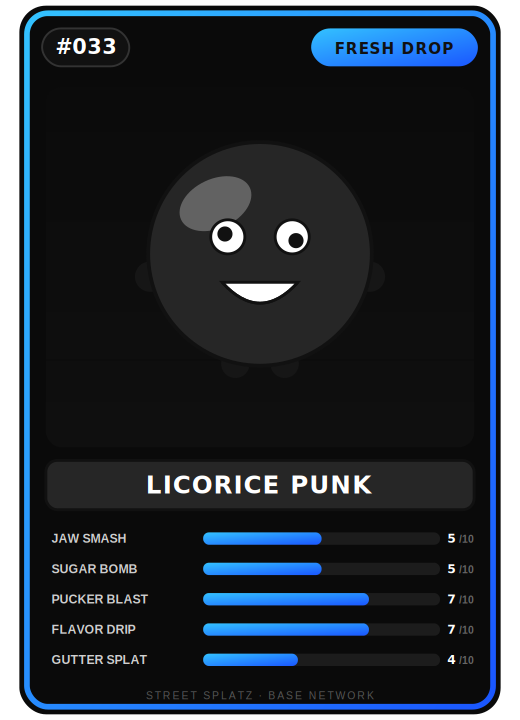 #033 FRESH DROP
LICORICE PUNK
JAW SMASH 5 /10
SUGAR BOMB 5 /10
PUCKER BLAST 7 /10
FLAVOR DRIP 7 /10
GUTTER SPLAT 4 /10
STREET SPLATZ · BASE NETWORK